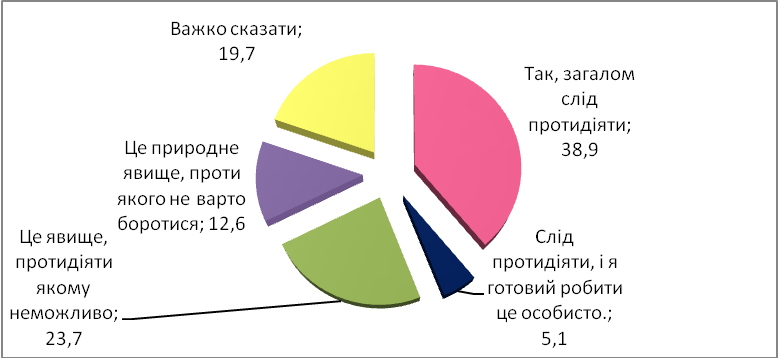 Важко сказати;
19,7
Так, загалом
слід
протидіяти;
38,9
Це природне
явище, проти
якого не варто
боротися; 12,6
Це явище,
протидіяти
якому
неможливо;
23,7
Слід
протидіяти, і я
готовий робити
це особисто.;
5,1